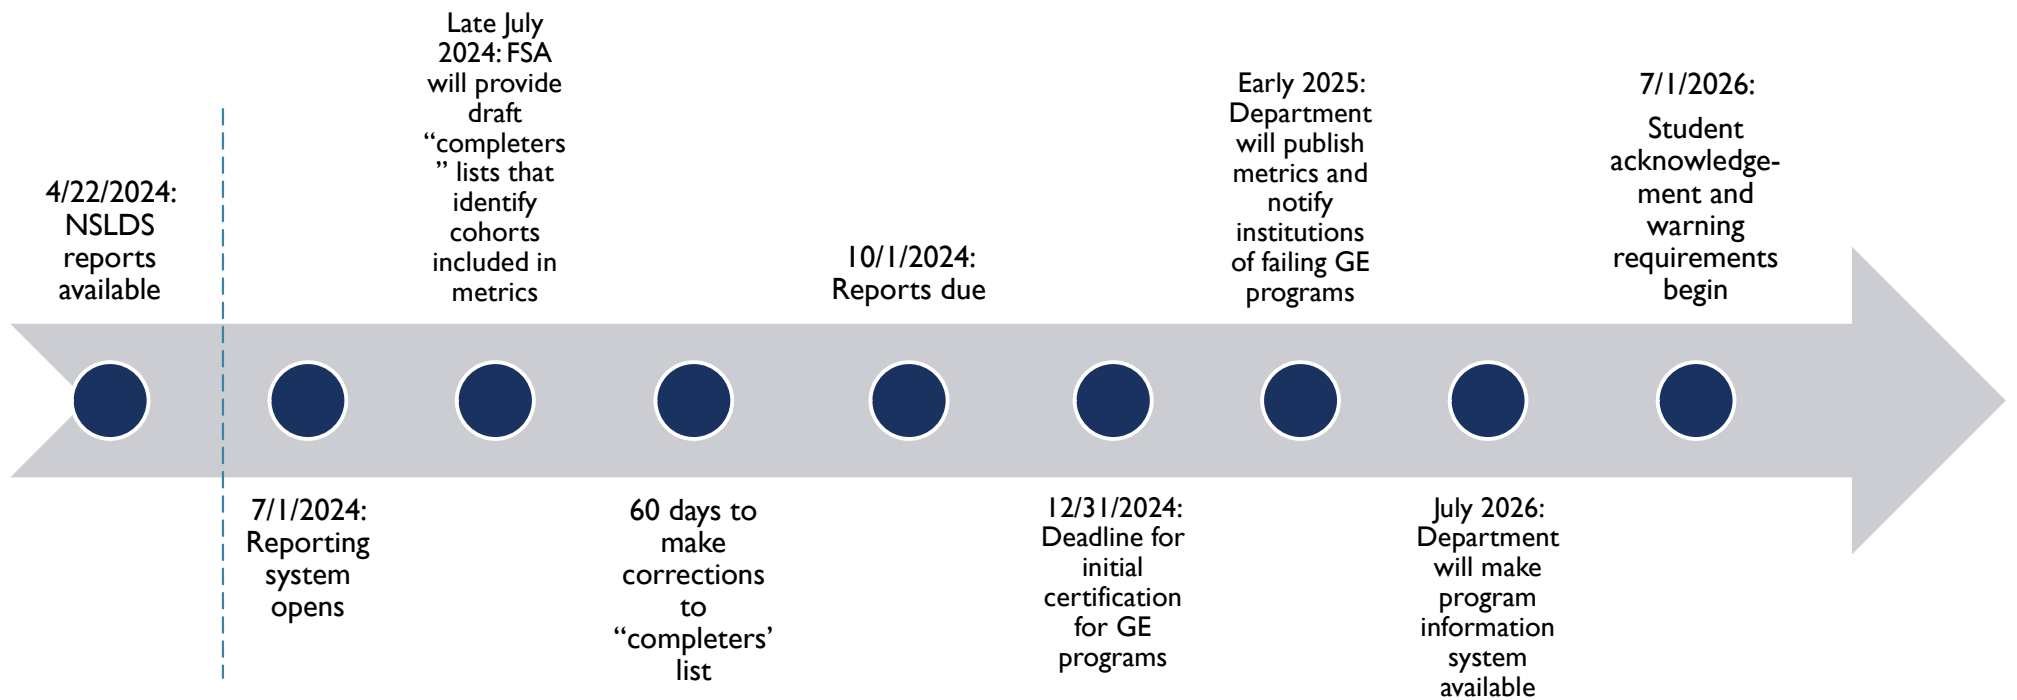 4/22/2024:
NSLDS
reports
available
7/1/2024:
Reporting
system
opens
Late July
2024: FSA
will provide
draft
“completers
” lists that
identify
cohorts
included in
metrics
60 days to
make
corrections
to
“completers’
list
10/1/2024:
Reports due
12/31/2024:
Deadline for
initial
certification
for GE
programs
Early 2025:
Department
will publish
metrics and
notify
institutions
of failing GE
programs
July 2026:
Department
will make
program
information
system
available
7/1/2026:
Student
acknowledge-
ment and
warning
requirements
begin